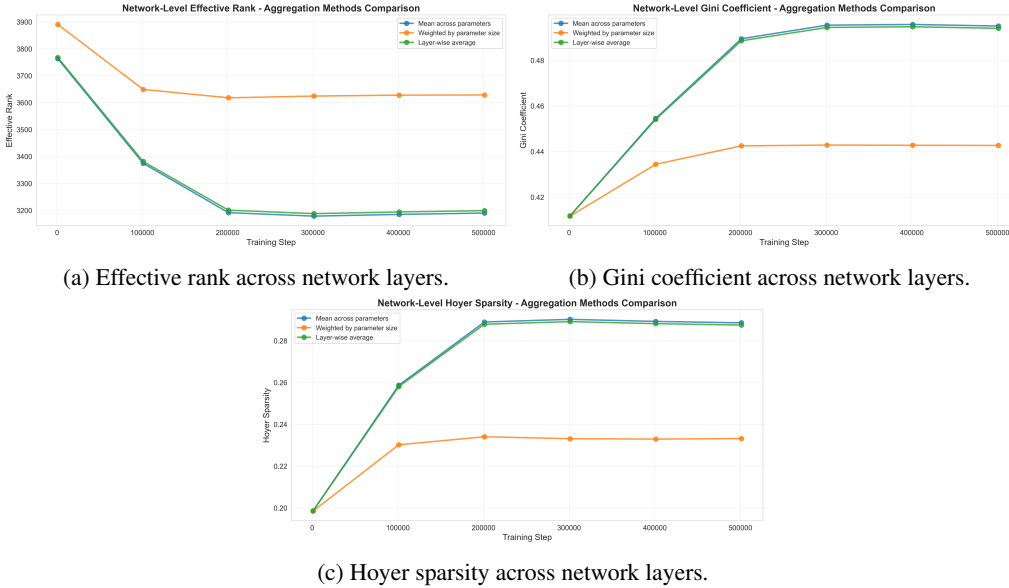 Network-Level Effective Rank - Aggregation Methods Comparison
Mean across parameters
Weighted by parameter size
Layer-wise average
Effective Rank
3900
3800
3700
3600
3500
3400
3300
3200
0 100000 200000 300000 400000 500000
Training Step
(a) Effective rank across network layers.
Network-Level Gini Coefficient - Aggregation Methods Comparison
Mean across parameters
Weighted by parameter size
Layer-wise average
Gini Coefficient
0.48
0.46
0.44
0.42
0 100000 200000 300000 400000 500000
Training Step
(b) Gini coefficient across network layers.
Network-Level Hoyer Sparsity - Aggregation Methods Comparison
Mean across parameters
Weighted by parameter size
Layer-wise average
Hoyer Sparsity
0.28
0.26
0.24
0.22
0.20
0 100000 200000 300000 400000 500000
Training Step
(c) Hoyer sparsity across network layers.